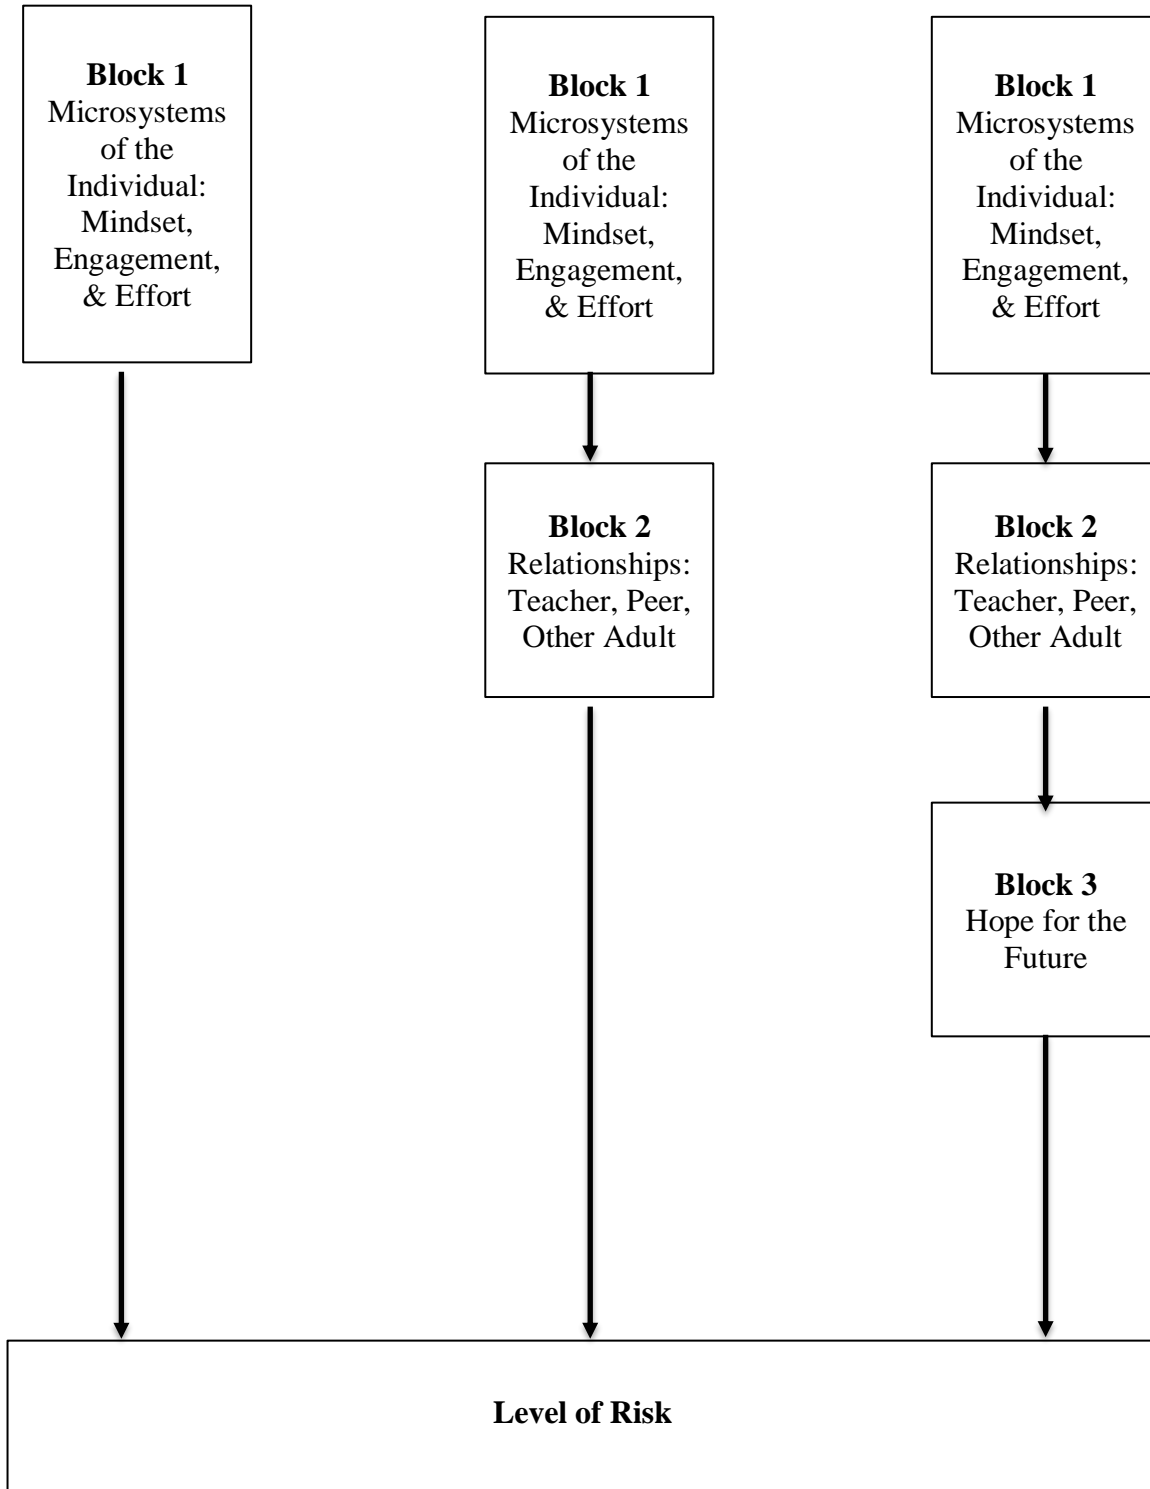 Block 1
Microsystems
of the
Individual:
Mindset,
Engagement,
& Effort
Block 1
Microsystems
of the
Individual:
Mindset,
Engagement,
& Effort
Block 1
Microsystems
of the
Individual:
Mindset,
Engagement,
& Effort
Block 2
Relationships:
Teacher, Peer,
Other Adult
Block 2
Relationships:
Teacher, Peer,
Other Adult
Block 3
Hope for the
Future
Level of Risk